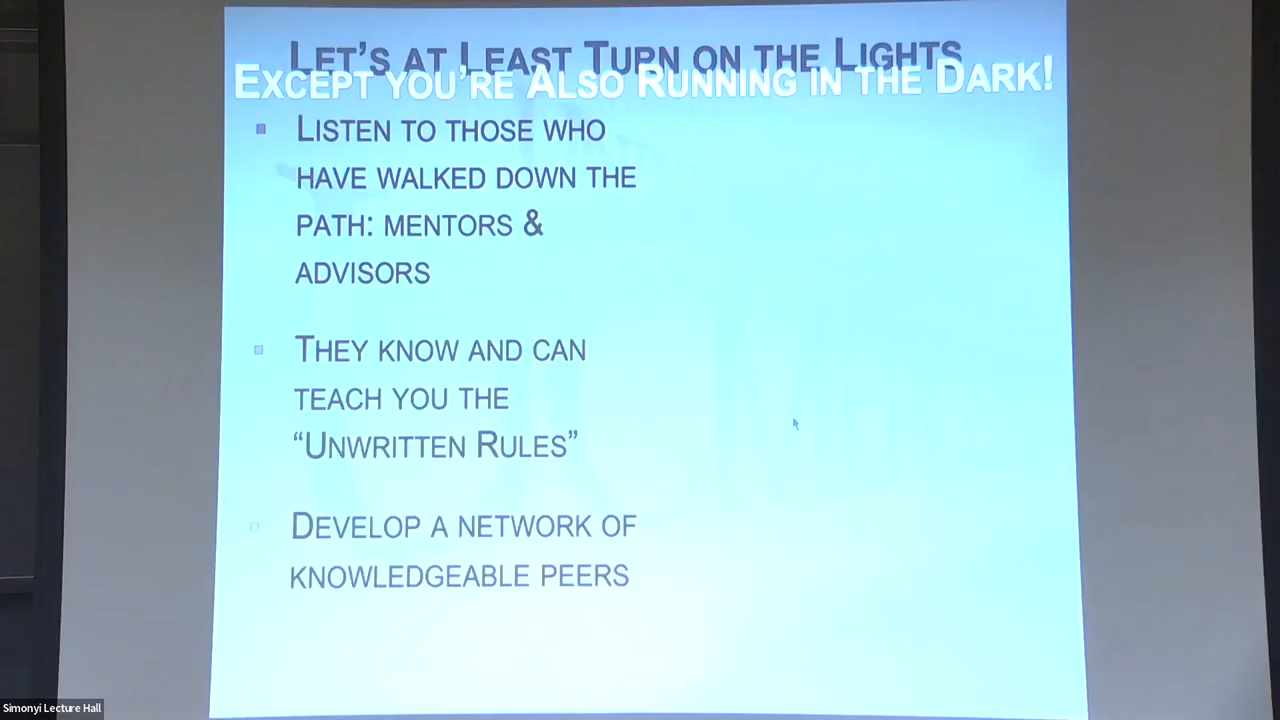 LET'S AT LEAST TURN ON THE LIGHTS
EXCEPT YOU'RE ALSO RUNNING IN THE DARK!
LISTEN TO THOSE WHO
HAVE WALKED DOWN THE
PATH: MENTORS &
ADVISORS
THEY KNOW AND CAN
TEACH YOU THE
“UNWRITTEN RULES”
DEVELOP A NETWORK OF
KNOWLEDGEABLE PEERS
Simonyi Lecture Hall